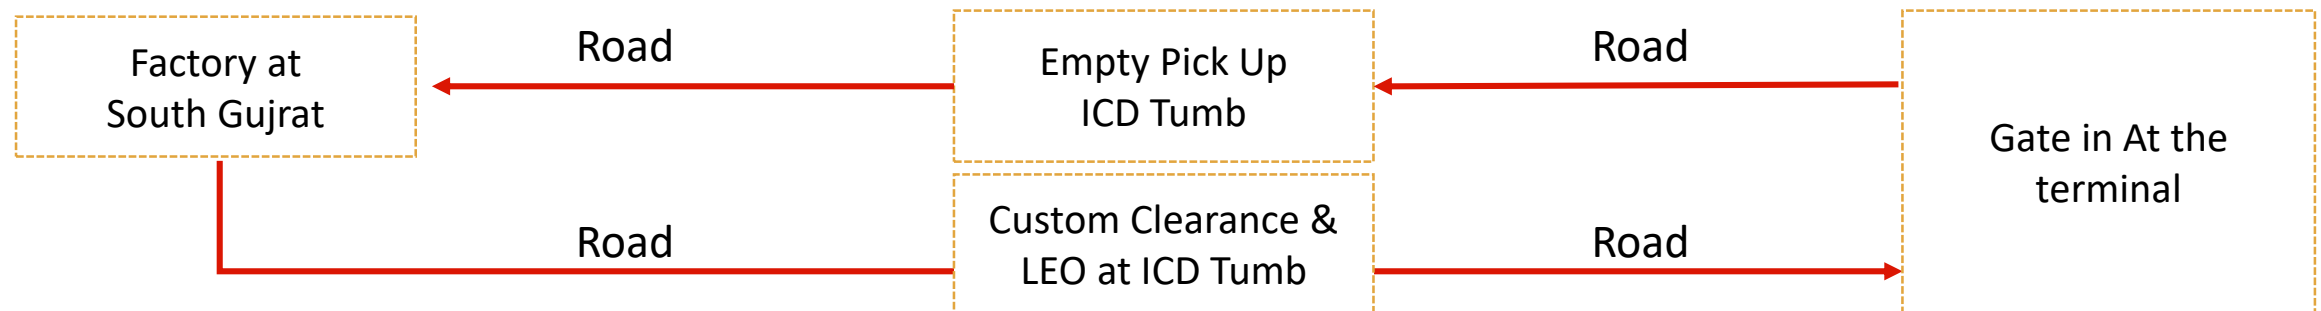 Factory at
South Gujrat
Road
Empty Pick Up
ICD Tumb
Road
Gate in At the
terminal
Road
Custom Clearance &
LEO at ICD Tumb
Road